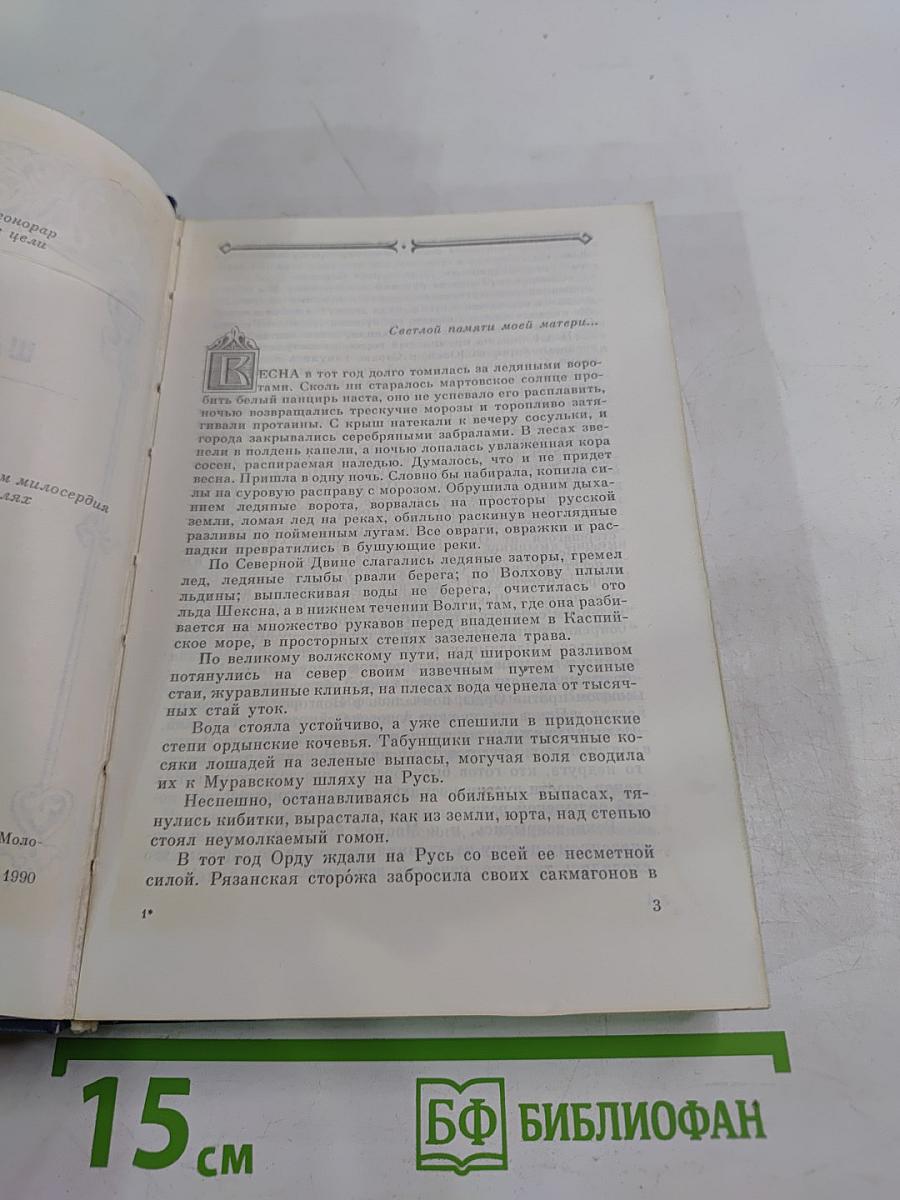 гонорар
цели
м милосердия
лях
Моло-
1990
Светлой памяти моей матери...
ВЕСНА в тот год долго томилась за ледяными воро-
тами. Сколь ни старалось мартовское солнце про-
бить белый панцирь наста, оно не успевало его расплавить,
ночью возвращались трескучие морозы и торопливо затя-
гивали протаины. С крыш натекали к вечеру сосульки, и
города закрывались серебряными забралами. В лесах зве-
нели в полдень капели, а ночью лопалась увлаженная кора
сосен, распираемая наледью. Думалось, что и не придет
весна. Пришла в одну ночь. Словно бы набирала, копила си-
лы на суровую расправу с морозом. Обрушила одним дыха-
нием ледяные ворота, ворвалась на просторы русской
земли, ломая лед на реках, обильно раскинув неоглядные
разливы по пойменным лугам. Все овраги, овражки и рас-
падки превратились в бушующие реки.
По Северной Двине слагались ледяные заторы, гремел
лед, ледяные глыбы рвали берега; по Волхову плыли
льдины; выплескивая воды не берега, очистилась ото
льда Шексна, а в нижнем течении Волги, там, где она разби-
вается на множество рукавов перед впадением в Каспий-
ское море, в просторных степях зазеленела трава.
По великому волжскому пути, над широким разливом
потянулись на север своим извечным путем гусиные
стаи, журавлиные клинья, на плесах вода чернела от тысяч-
ных стай уток.
Вода стояла устойчиво, а уже спешили в придонские
степи ордынские кочевья. Табунщики гнали тысячные ко-
сяки лошадей на зеленые выпасы, могучая воля сводила
их к Муравскому шляху на Русь.
Неспешно, останавливаясь на обильных выпасах, тя-
нулись кибитки, вырастала, как из земли, юрта, над степью
стоял неумолкаемый гомон.
В тот год Орду ждали на Русь со всей ее несметной
силой. Рязанская сторо́жа забросила своих сакмагонов в
1*
3
15 см
БФ БИБЛИОФАН